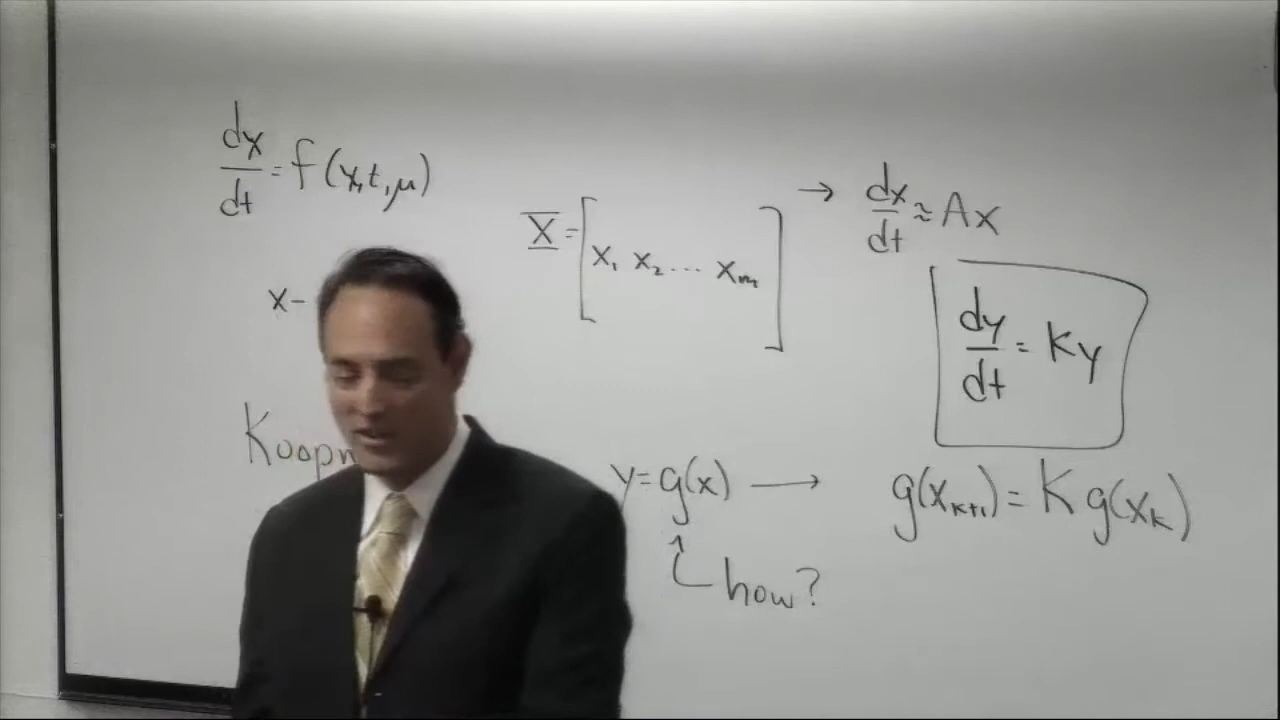 dx/dt = f(x,t,μ)
X = [x₁ x₂ ... xₘ]
→ dx/dt ≈ Ax
x-
dy/dt = Ky
Koopm
y=g(x) → g(xₖ₊₁) = K g(xₖ)
how?